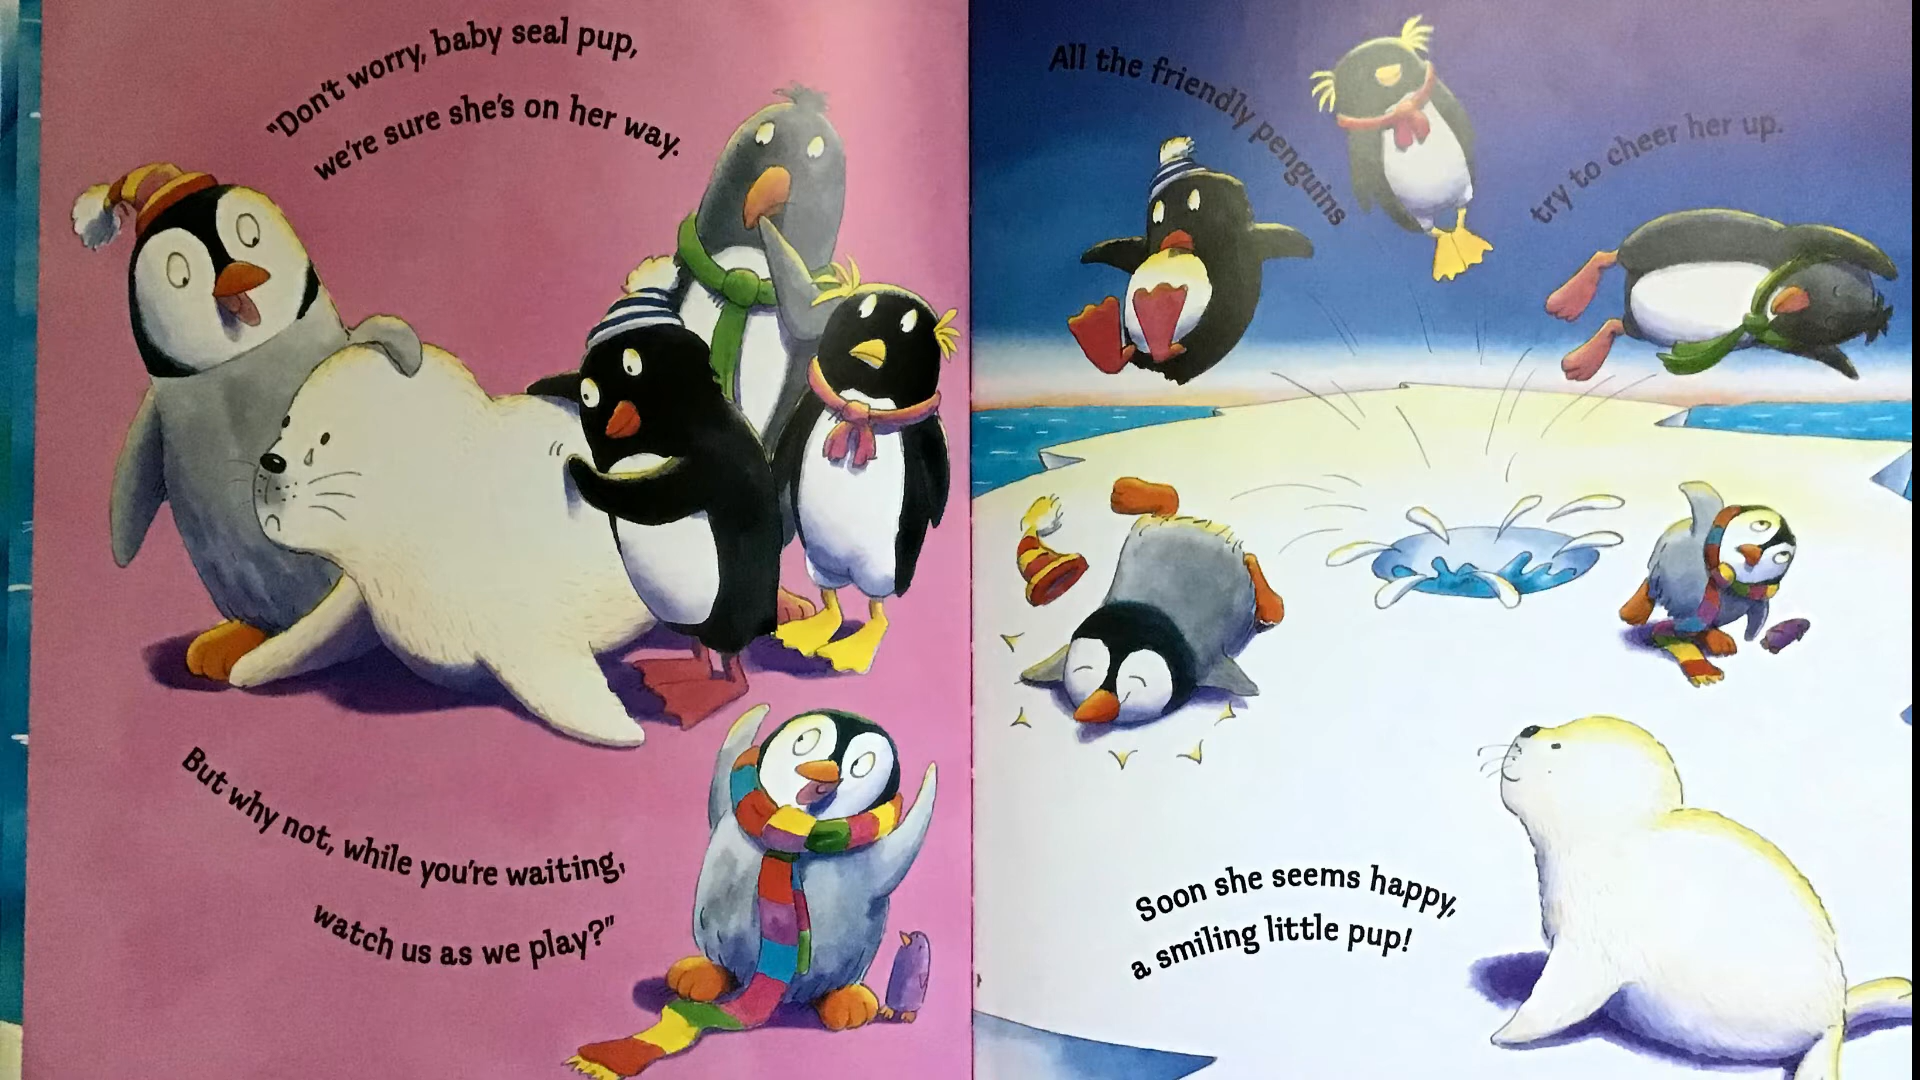 "Don't worry, baby seal pup,
we're sure she's on her way.
But why not, while you're waiting,
watch us as we play?"
All the friendly penguins
try to cheer her up.
Soon she seems happy,
a smiling little pup!